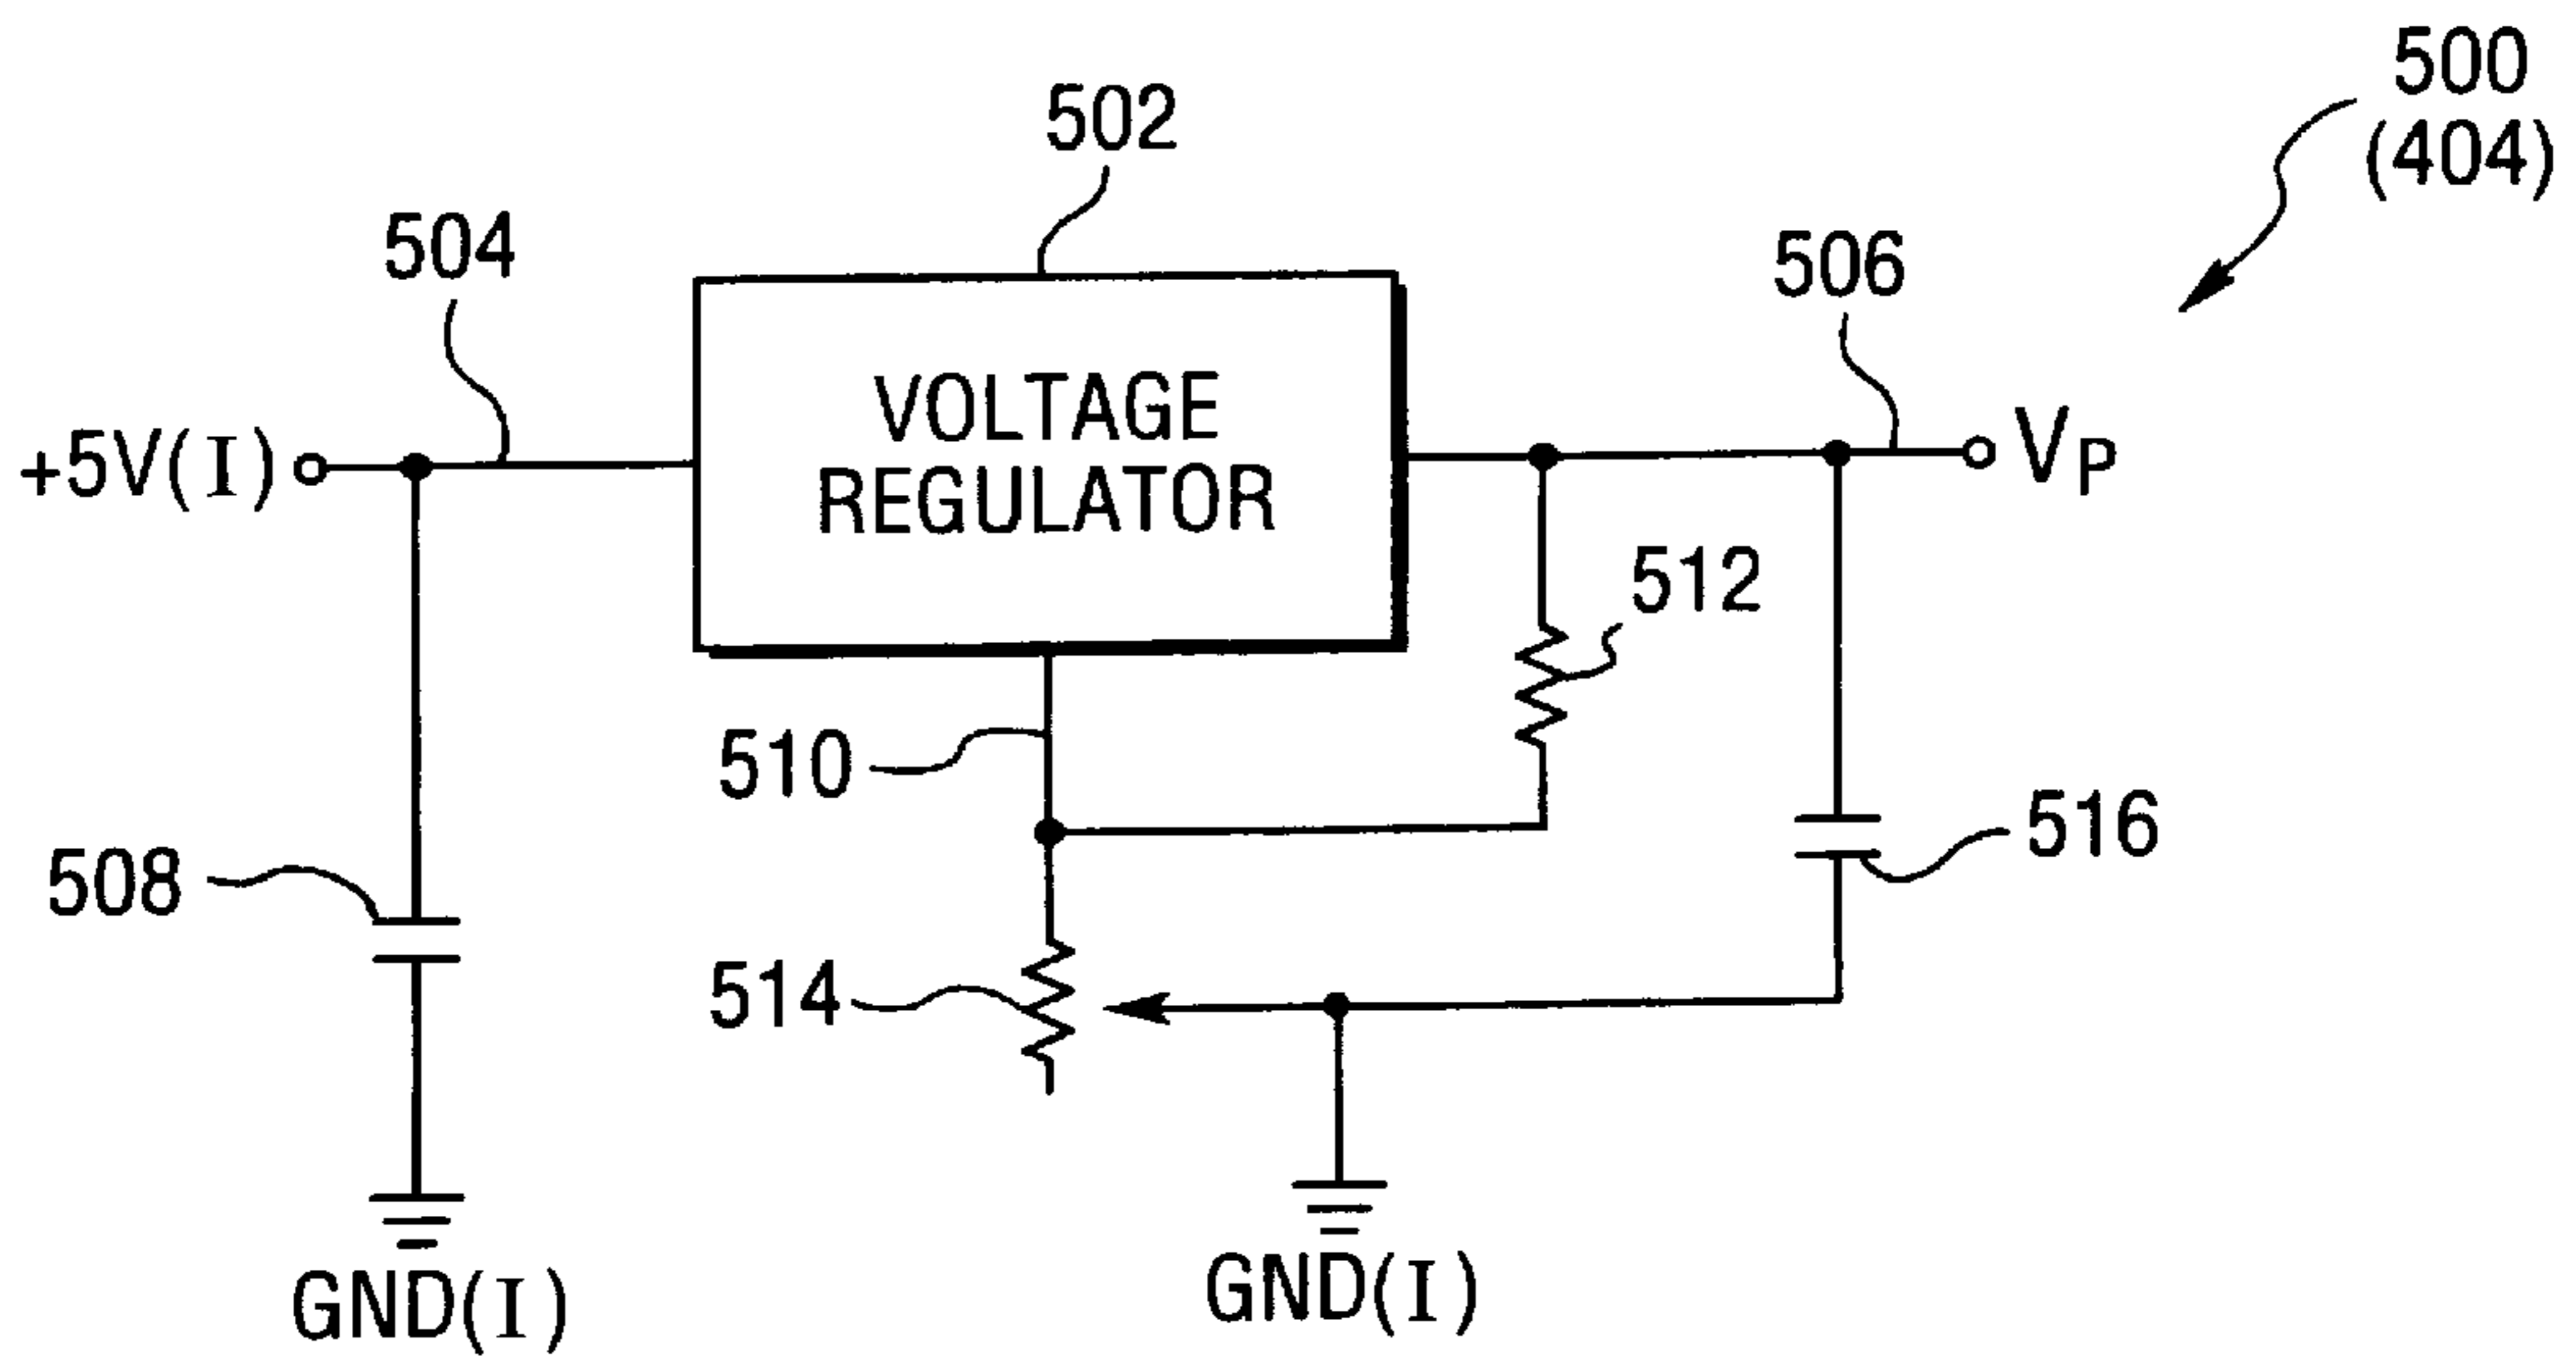 500
(404)
502
504
506
+5V(I)
VOLTAGE
REGULATOR
VP
512
510
516
508
514
GND(I)
GND(I)